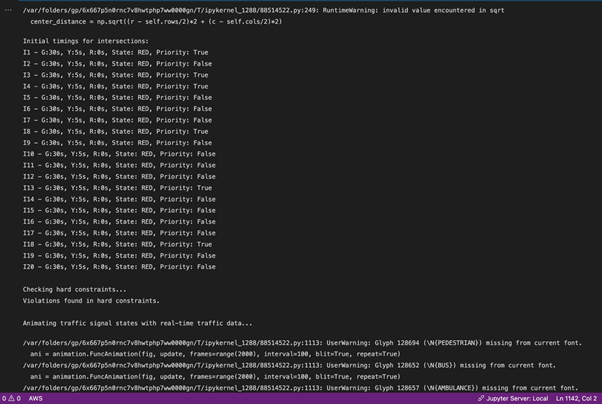 /var/folders/gp/6x667p5n0rnc7v8hwtphp7ww0000gn/T/ipykernel_1288/88514522.py:249: RuntimeWarning: invalid value encountered in sqrt
center_distance = np.sqrt((r - self.rows/2)*2 + (c - self.cols/2)*2)
Initial timings for intersections:
I1 - G:30s, Y:5s, R:0s, State: RED, Priority: True
I2 - G:30s, Y:5s, R:0s, State: RED, Priority: False
I3 - G:30s, Y:5s, R:0s, State: RED, Priority: True
I4 - G:30s, Y:5s, R:0s, State: RED, Priority: True
I5 - G:30s, Y:5s, R:0s, State: RED, Priority: False
I6 - G:30s, Y:5s, R:0s, State: RED, Priority: False
I7 - G:30s, Y:5s, R:0s, State: RED, Priority: False
I8 - G:30s, Y:5s, R:0s, State: RED, Priority: True
I9 - G:30s, Y:5s, R:0s, State: RED, Priority: False
I10 - G:30s, Y:5s, R:0s, State: RED, Priority: False
I11 - G:30s, Y:5s, R:0s, State: RED, Priority: False
I12 - G:30s, Y:5s, R:0s, State: RED, Priority: False
I13 - G:30s, Y:5s, R:0s, State: RED, Priority: True
I14 - G:30s, Y:5s, R:0s, State: RED, Priority: False
I15 - G:30s, Y:5s, R:0s, State: RED, Priority: False
I16 - G:30s, Y:5s, R:0s, State: RED, Priority: False
I17 - G:30s, Y:5s, R:0s, State: RED, Priority: False
I18 - G:30s, Y:5s, R:0s, State: RED, Priority: True
I19 - G:30s, Y:5s, R:0s, State: RED, Priority: False
I20 - G:30s, Y:5s, R:0s, State: RED, Priority: False
Checking hard constraints...
Violations found in hard constraints.
Animating traffic signal states with real-time traffic data...
/var/folders/gp/6x667p5n0rnc7v8hwtphp7ww0000gn/T/ipykernel_1288/88514522.py:1113: UserWarning: Glyph 128694 (\N{PEDESTRIAN}) missing from current font.
ani = animation.FuncAnimation(fig, update, frames=range(2000), interval=100, blit=True, repeat=True)
/var/folders/gp/6x667p5n0rnc7v8hwtphp7ww0000gn/T/ipykernel_1288/88514522.py:1113: UserWarning: Glyph 128652 (\N{BUS}) missing from current font.
ani = animation.FuncAnimation(fig, update, frames=range(2000), interval=100, blit=True, repeat=True)
/var/folders/gp/6x667p5n0rnc7v8hwtphp7ww0000gn/T/ipykernel_1288/88514522.py:1113: UserWarning: Glyph 128657 (\N{AMBULANCE}) missing from current font.
0 0 AWS Jupyter Server: Local Ln 1142, Col 2